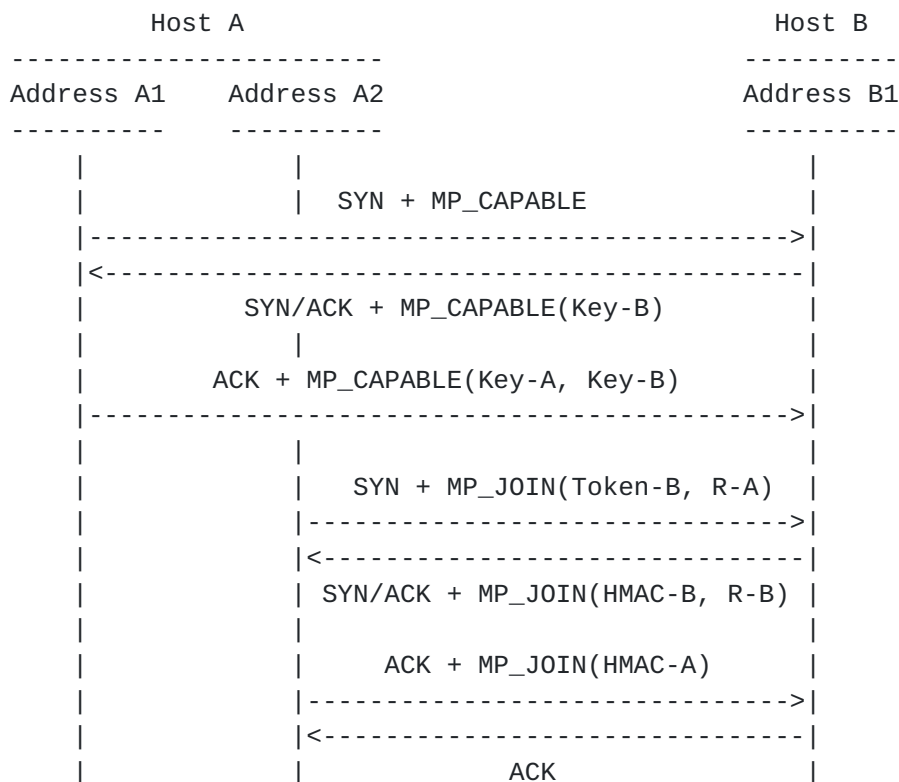 Host A Host B
------------------------ ----------
Address A1 Address A2 Address B1
---------- ---------- ----------
| | |
| | SYN + MP_CAPABLE |
|--------------------------------------------->|
|<---------------------------------------------|
| SYN/ACK + MP_CAPABLE(Key-B) |
| | |
| ACK + MP_CAPABLE(Key-A, Key-B) |
|--------------------------------------------->|
| | |
| | SYN + MP_JOIN(Token-B, R-A) |
| |------------------------------->|
| |<-------------------------------|
| | SYN/ACK + MP_JOIN(HMAC-B, R-B) |
| | |
| | ACK + MP_JOIN(HMAC-A) |
| |------------------------------->|
| |<-------------------------------|
| | ACK |